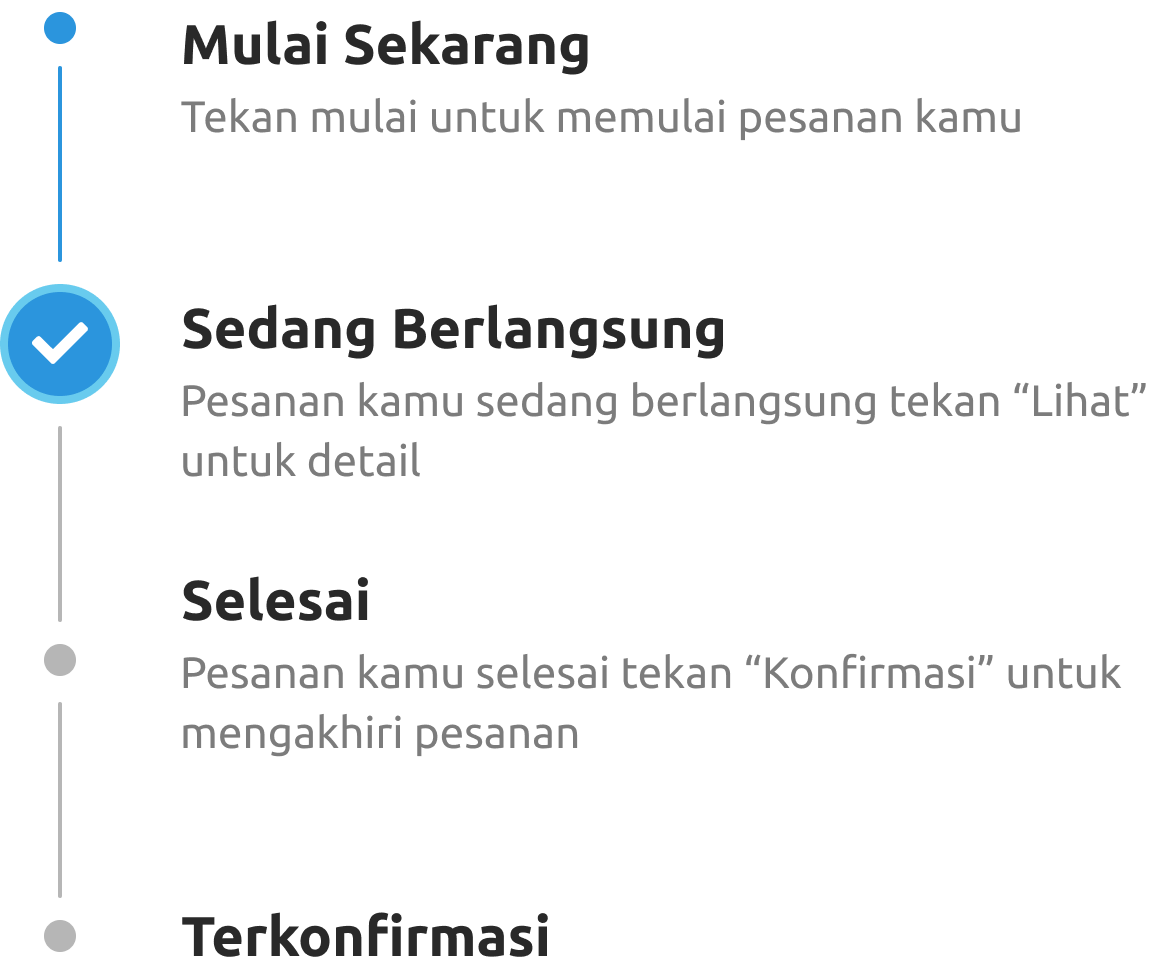 Mulai Sekarang
Tekan mulai untuk memulai pesanan kamu
Sedang Berlangsung
Pesanan kamu sedang berlangsung tekan “Lihat”
untuk detail
Selesai
Pesanan kamu selesai tekan “Konfirmasi” untuk
mengakhiri pesanan
Terkonfirmasi